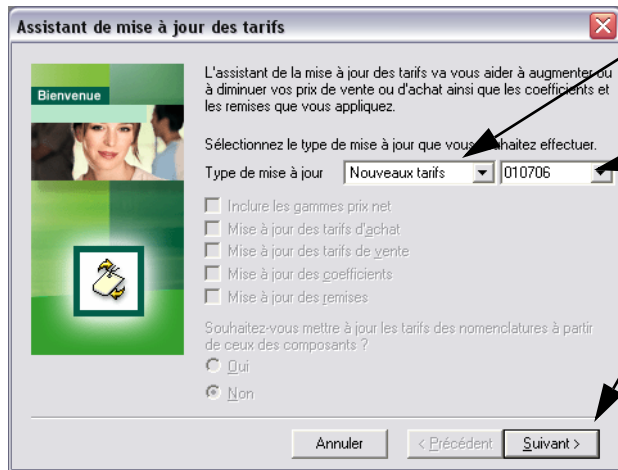 Assistant de mise à jour des tarifs
Bienvenue
L'assistant de la mise à jour des tarifs va vous aider à augmenter ou
à diminuer vos prix de vente ou d'achat ainsi que les coefficients et
les remises que vous appliquez.
Sélectionnez le type de mise à jour que vous souhaitez effectuer.
Type de mise à jour Nouveaux tarifs 010706
Inclure les gammes prix net
Mise à jour des tarifs d'achat
Mise à jour des tarifs de vente
Mise à jour des coefficients
Mise à jour des remises
Souhaitez-vous mettre à jour les tarifs des nomenclatures à partir
de ceux des composants ?
Oui
Non
Annuler < Précédent Suivant >